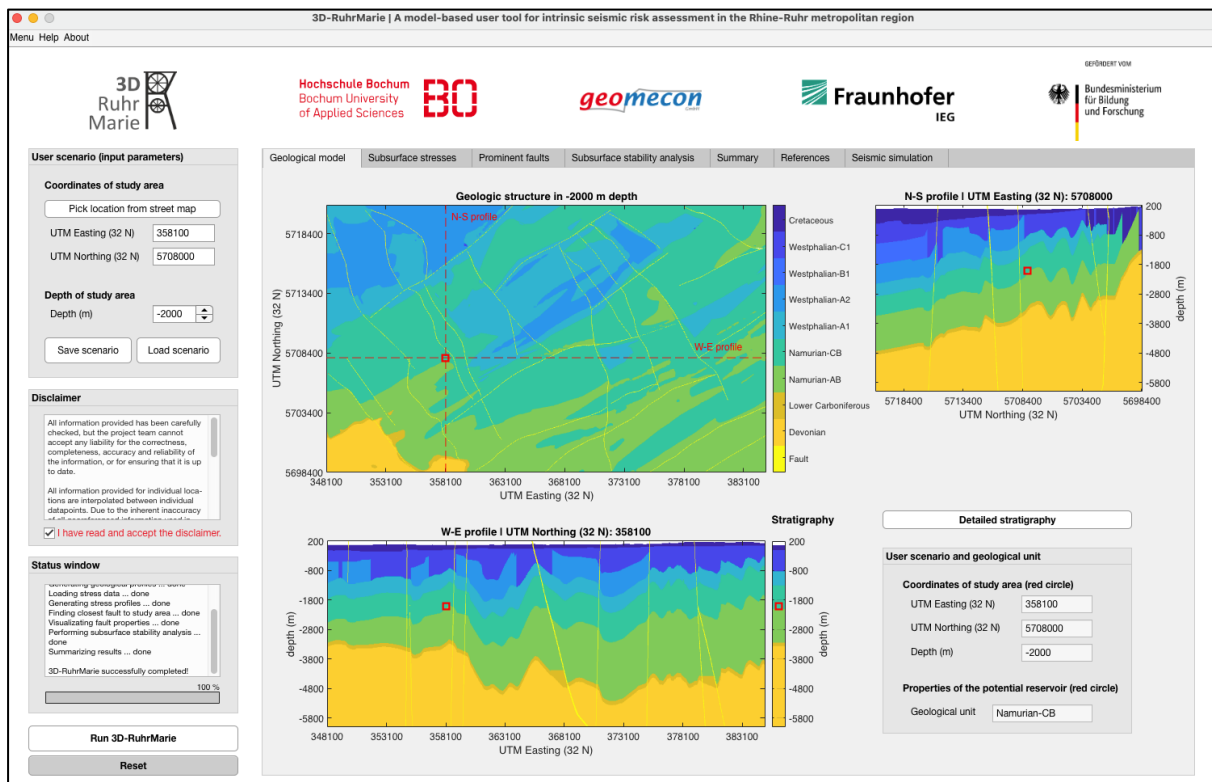 3D-RuhrMarie | A model-based user tool for intrinsic seismic risk assessment in the Rhine-Ruhr metropolitan region
Menu Help About
3D
Ruhr
Marie
Hochschule Bochum
Bochum University
of Applied Sciences
BO
geomecon
GmbH
Fraunhofer
IEG
GEFÖRDERT VOM
Bundesministerium
für Bildung
und Forschung
User scenario (input parameters)
Coordinates of study area
Pick location from street map
UTM Easting (32 N) 358100
UTM Northing (32 N) 5708000
Depth of study area
Depth (m) -2000
Save scenario Load scenario
Disclaimer
All information provided has been carefully
checked, but the project team cannot
accept any liability for the correctness,
completeness, accuracy and reliability of
the information, or for ensuring that it is up
to date.
All information provided for individual loca-
tions are interpolated between individual
datapoints. Due to the inherent inaccuracy
of all georeferenced information used in
I have read and accept the disclaimer.
Status window
Generating geological profiles ... done
Loading stress data ... done
Generating stress profiles ... done
Finding closest fault to study area ... done
Visualizating fault properties ... done
Performing subsurface stability analysis ...
done
Summarizing results ... done
3D-RuhrMarie successfully completed!
100 %
Run 3D-RuhrMarie
Reset
Geological model Subsurface stresses Prominent faults Subsurface stability analysis Summary References Seismic simulation
Geologic structure in -2000 m depth
N-S profile
W-E profile
UTM Northing (32 N)
5718400
5713400
5708400
5703400
5698400
348100 353100 358100 363100 368100 373100 378100 383100
UTM Easting (32 N)
Cretaceous
Westphalian-C1
Westphalian-B1
Westphalian-A2
Westphalian-A1
Namurian-CB
Namurian-AB
Lower Carboniferous
Devonian
Fault
N-S profile | UTM Easting (32 N): 5708000
200
-800
-1800
-2800
-3800
-4800
-5800
depth (m)
5718400 5713400 5708400 5703400 5698400
UTM Northing (32 N)
W-E profile | UTM Northing (32 N): 358100
depth (m)
200
-800
-1800
-2800
-3800
-4800
-5800
348100 353100 358100 363100 368100 373100 378100 383100
UTM Easting (32 N)
Stratigraphy
depth (m)
200
-800
-1800
-2800
-3800
-4800
-5800
Detailed stratigraphy
User scenario and geological unit
Coordinates of study area (red circle)
UTM Easting (32 N) 358100
UTM Northing (32 N) 5708000
Depth (m) -2000
Properties of the potential reservoir (red circle)
Geological unit Namurian-CB